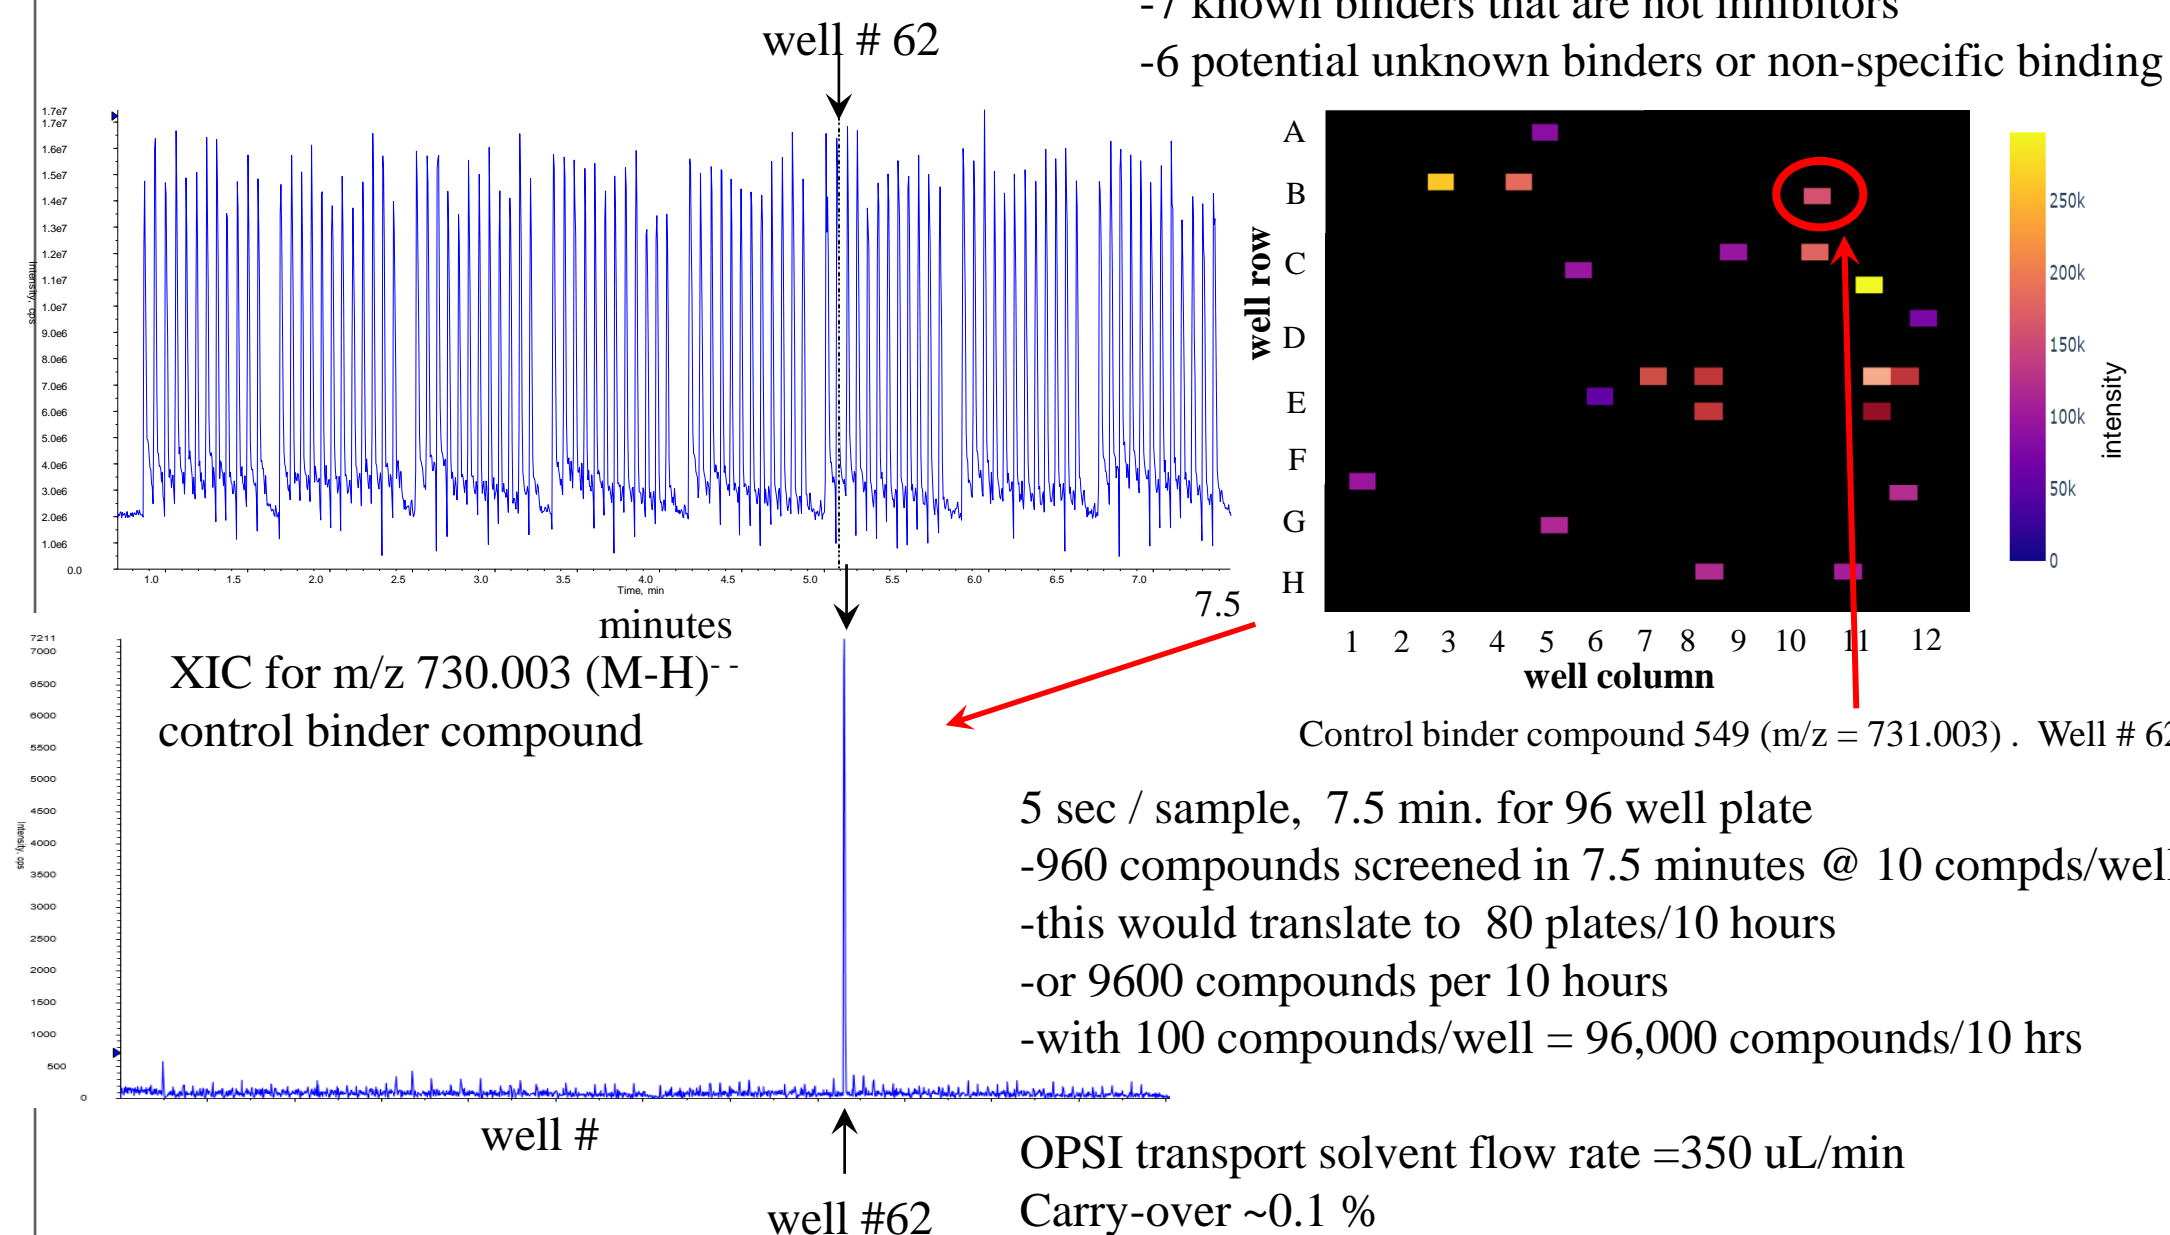 -7 known binders that are not inhibitors
-6 potential unknown binders or non-specific binding
well # 62
1.7e7
1.7e7
1.6e7
1.5e7
1.4e7
1.3e7
1.2e7
1.1e7
1.0e7
9.0e6
8.0e6
7.0e6
6.0e6
5.0e6
4.0e6
3.0e6
2.0e6
1.0e6
0.0
Intensity, cps
1.0 1.5 2.0 2.5 3.0 3.5 4.0 4.5 5.0 5.5 6.0 6.5 7.0
Time, min
7.5
minutes
well row
A
B
C
D
E
F
G
H
1 2 3 4 5 6 7 8 9 10 11 12
well column
250k
200k
150k
100k
50k
0
intensity
XIC for m/z 730.003 (M-H)- -
control binder compound
7211
7000
6500
6000
5500
5000
4500
4000
3500
3000
2500
2000
1500
1000
500
0
Intensity, cps
well #
well #62
Control binder compound 549 (m/z = 731.003) . Well # 62
5 sec / sample, 7.5 min. for 96 well plate
-960 compounds screened in 7.5 minutes @ 10 compds/well
-this would translate to 80 plates/10 hours
-or 9600 compounds per 10 hours
-with 100 compounds/well = 96,000 compounds/10 hrs
OPSI transport solvent flow rate =350 uL/min
Carry-over ~0.1 %